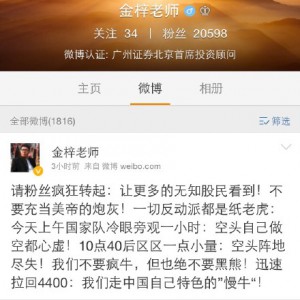 金梓老师
关注 34 | 粉丝 20598
微博认证: 广州证券北京首席投资顾问
主页 微博 相册
全部微博(1816) 筛选
金梓老师
3小时前 来自 微博 weibo.com
请粉丝疯狂转起：让更多的无知股民看到！不
要充当美帝的炮灰！一切反动派都是纸老虎：
今天上午国家队冷眼旁观一小时：空头自己做
空都心虚！10点40后区区一点小量：空头阵地
尽失！我们不要疯牛，但也绝不要黑熊！迅速
拉回4400：我们走中国自己特色的"慢牛“！